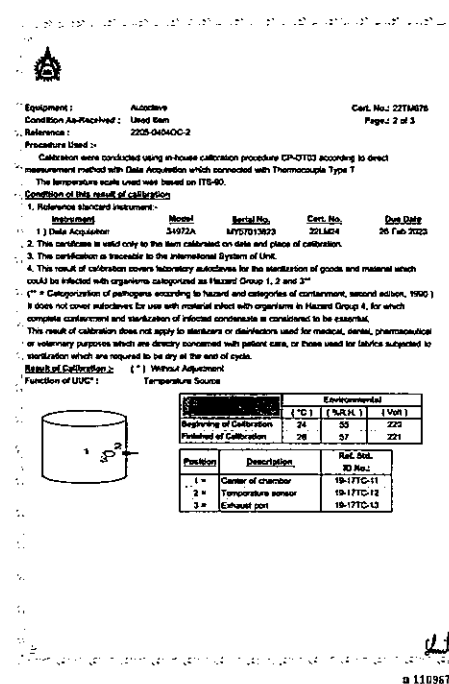 Equipment : Autoclave Cert. No.: 22TM676
Condition As-Received : Used Item Page.: 2 of 3
Reference : 2205-0404OC-2
Procedure Used :-
Calibration were conducted using in-house calibration procedure CP-OT03 according to direct
measurement method with Data Acquisition which connected with Thermocouple Type T
The temperature scale used was based on ITS-90.
Condition of this result of calibration
1. Reference standard instrument:-
Instrument Model Serial No. Cert. No. Due Date
1 ) Data Acquisition 34972A MY57013823 22LM24 26 Feb 2023
2. This certificate is valid only to the item calibrated on date and place of calibration.
3. This certification is traceable to the International System of Unit.
4. This result of calibration covers laboratory autoclaves for the sterilization of goods and material which
could be infected with organisms categorized as Hazard Group 1, 2 and 3**
(** = Categorization of pathogens according to hazard and categories of containment, second edition, 1990 )
It does not cover autoclaves for use with material infect with organisms in Hazard Group 4, for which
complete containment and sterilization of infected condensate is considered to be essential.
This result of calibration does not apply to sterilizers or disinfectors used for medical, dental, pharmaceutical
or veterinary purposes which are directly concerned with patient care, or those used for fabrics subjected to
sterilization which are required to be dry at the end of cycle.
Result of Calibration :- ( * ) Without Adjustment
Function of UUC* : Temperature Source
Environmental
( °C ) ( %R.H. ) ( Volt )
Beginning of Calibration 24 55 220
Finished of Calibration 26 57 221
Position Description Ref. Std. ID No.:
1 = Center of chamber 19-17TC-11
2 = Temperature sensor 19-17TC-12
3 = Exhaust port 19-17TC-13
1
2
3
a 110967